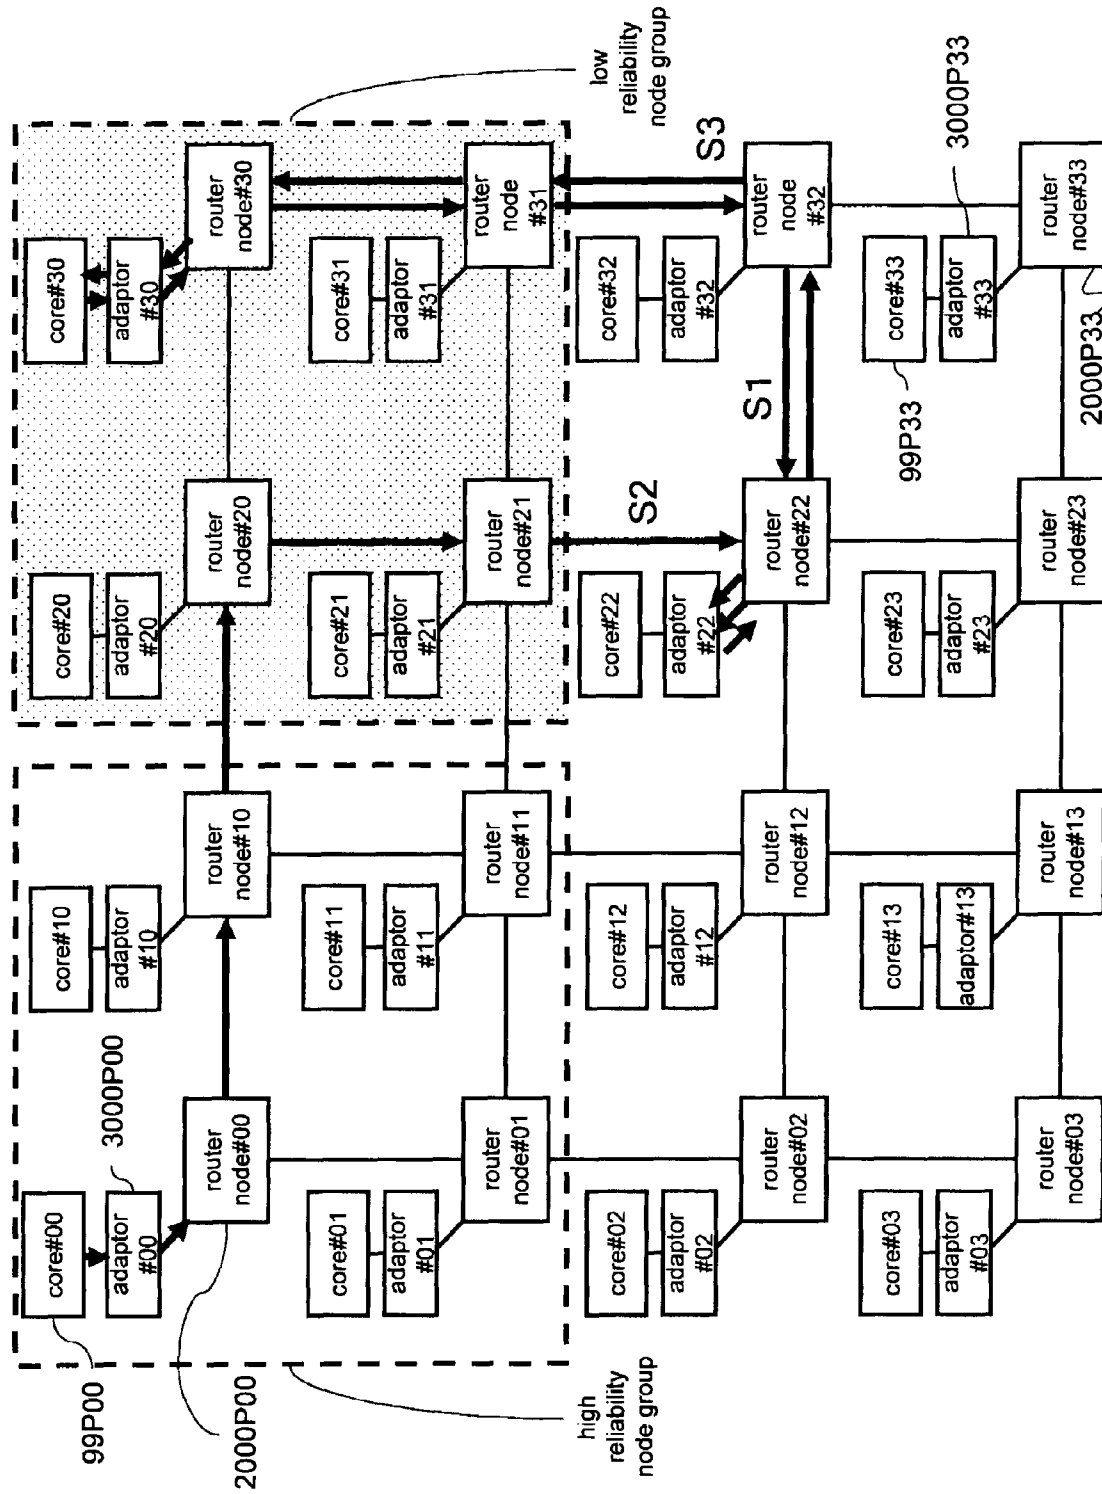 99P00
core#00
adaptor
#00
3000P00
router
node#00
2000P00
core#10
adaptor
#10
router
node#10
core#20
adaptor
#20
router
node#20
core#30
adaptor
#30
router
node#30
core#01
adaptor
#01
router
node#01
core#11
adaptor
#11
router
node#11
core#21
adaptor
#21
router
node#21
core#31
adaptor
#31
router
node
#31
high
reliability
node group
low
reliability
node group
core#02
adaptor
#02
router
node#02
core#12
adaptor
#12
router
node#12
core#22
adaptor
#22
router
node#22
S2
S1
core#32
adaptor
#32
router
node
#32
S3
core#03
adaptor
#03
router
node#03
core#13
adaptor#13
router
node#13
core#23
adaptor
#23
router
node#23
99P33
core#33
adaptor
#33
router
node#33
3000P33
2000P33